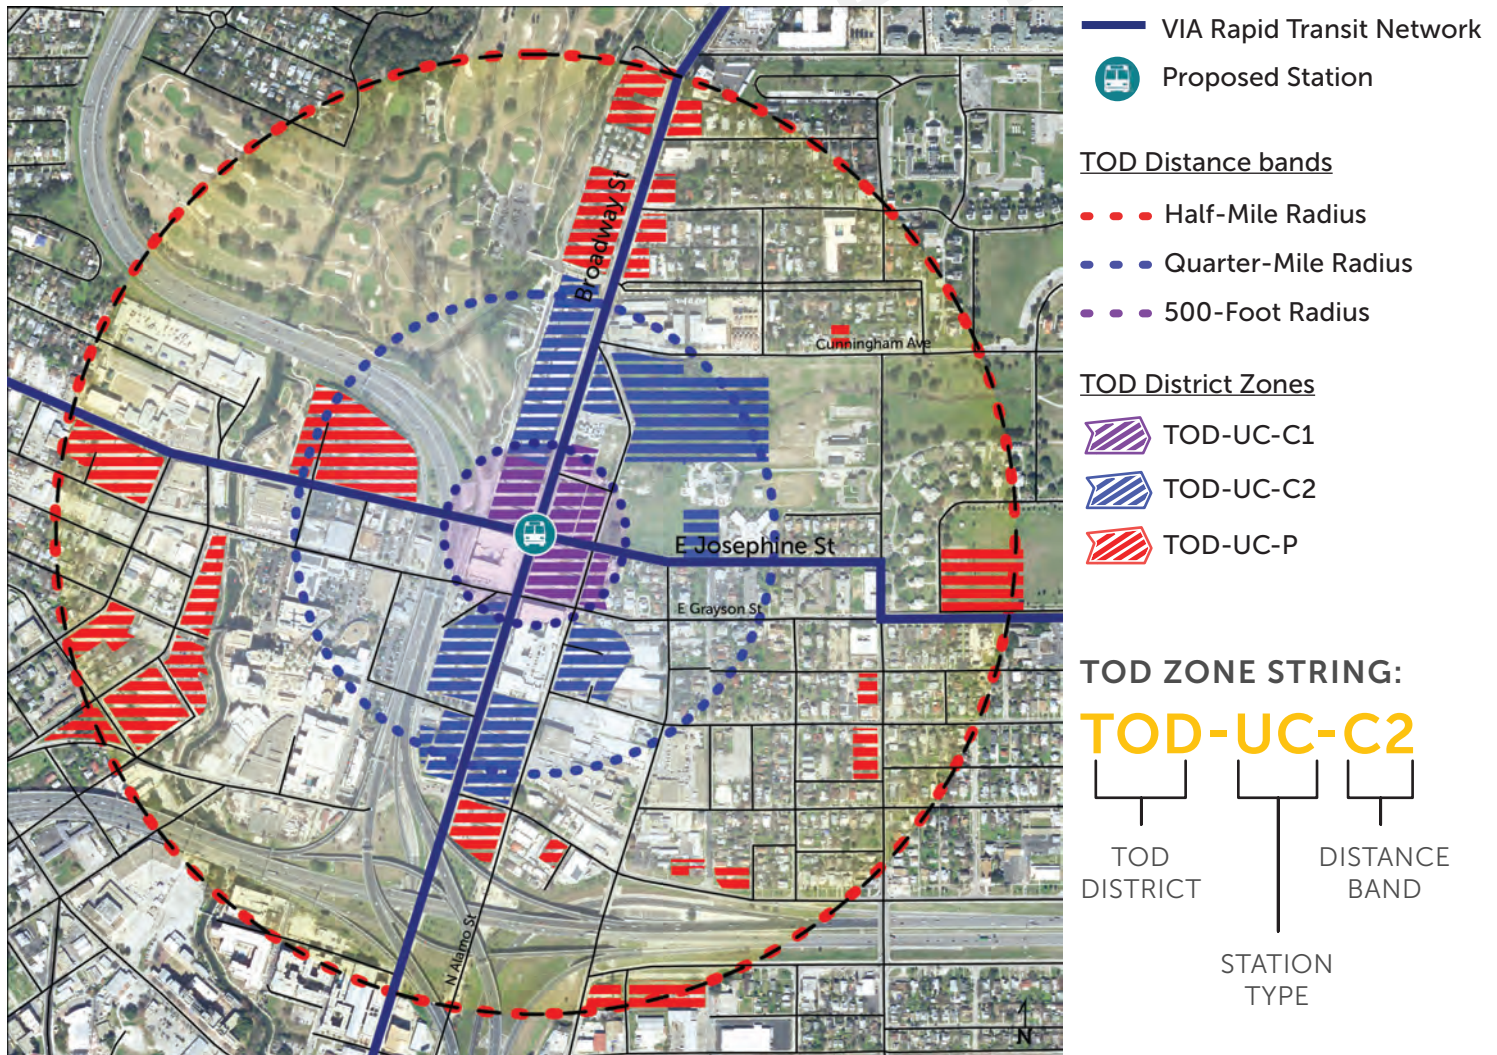 VIA Rapid Transit Network
Proposed Station
TOD Distance bands
Half-Mile Radius
Quarter-Mile Radius
500-Foot Radius
TOD District Zones
TOD-UC-C1
TOD-UC-C2
TOD-UC-P
TOD ZONE STRING:
TOD-UC-C2
TOD
DISTRICT
DISTANCE
BAND
STATION
TYPE
Broadway St
Cunningham Ave
E Josephine St
E Grayson St
N Alamo St
N